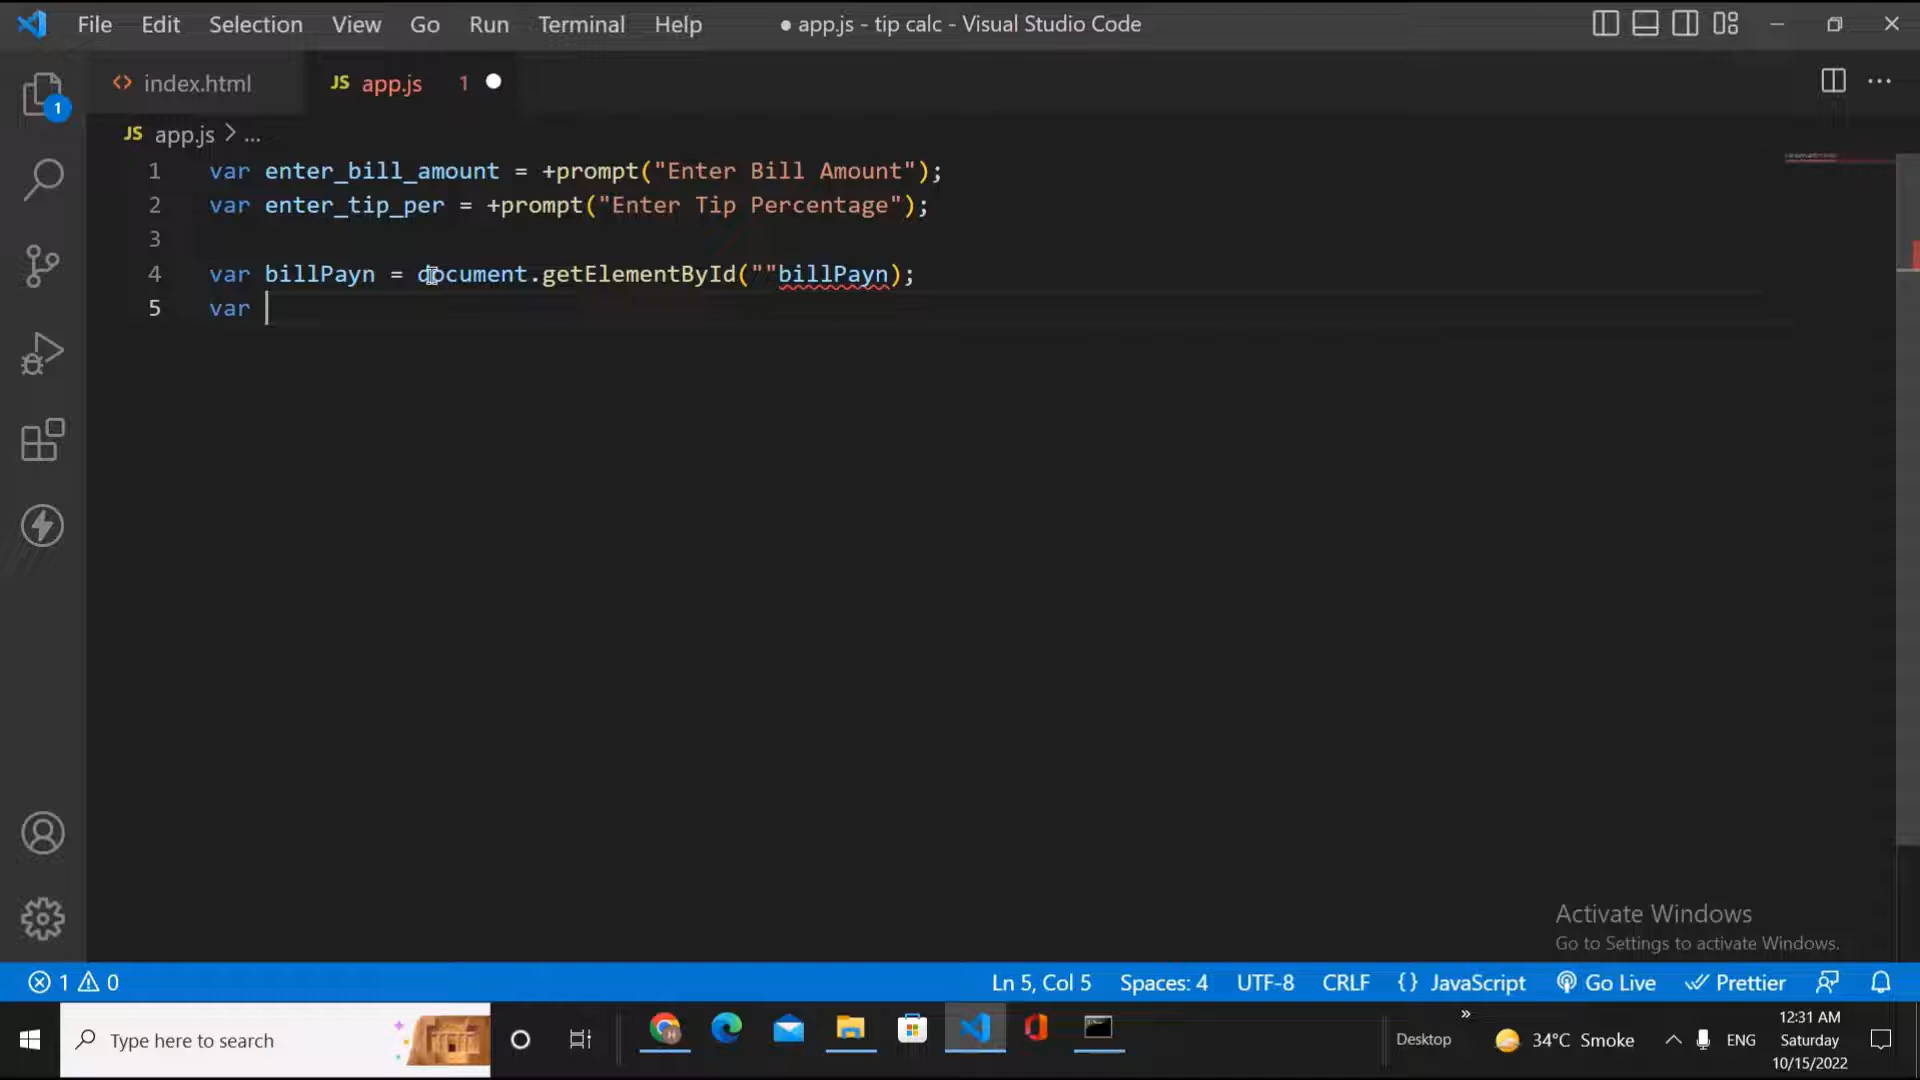 File Edit Selection View Go Run Terminal Help ● app.js - tip calc - Visual Studio Code
<> index.html JS app.js 1 ●
1
JS app.js > ...
1 var enter_bill_amount = +prompt("Enter Bill Amount");
2 var enter_tip_per = +prompt("Enter Tip Percentage");
3
4 var billPayn = document.getElementById(""billPayn);
5 var
Activate Windows
Go to Settings to activate Windows.
1 0 Ln 5, Col 5 Spaces: 4 UTF-8 CRLF {} JavaScript Go Live Prettier
Type here to search Desktop » 34°C Smoke ENG
12:31 AM
Saturday
10/15/2022